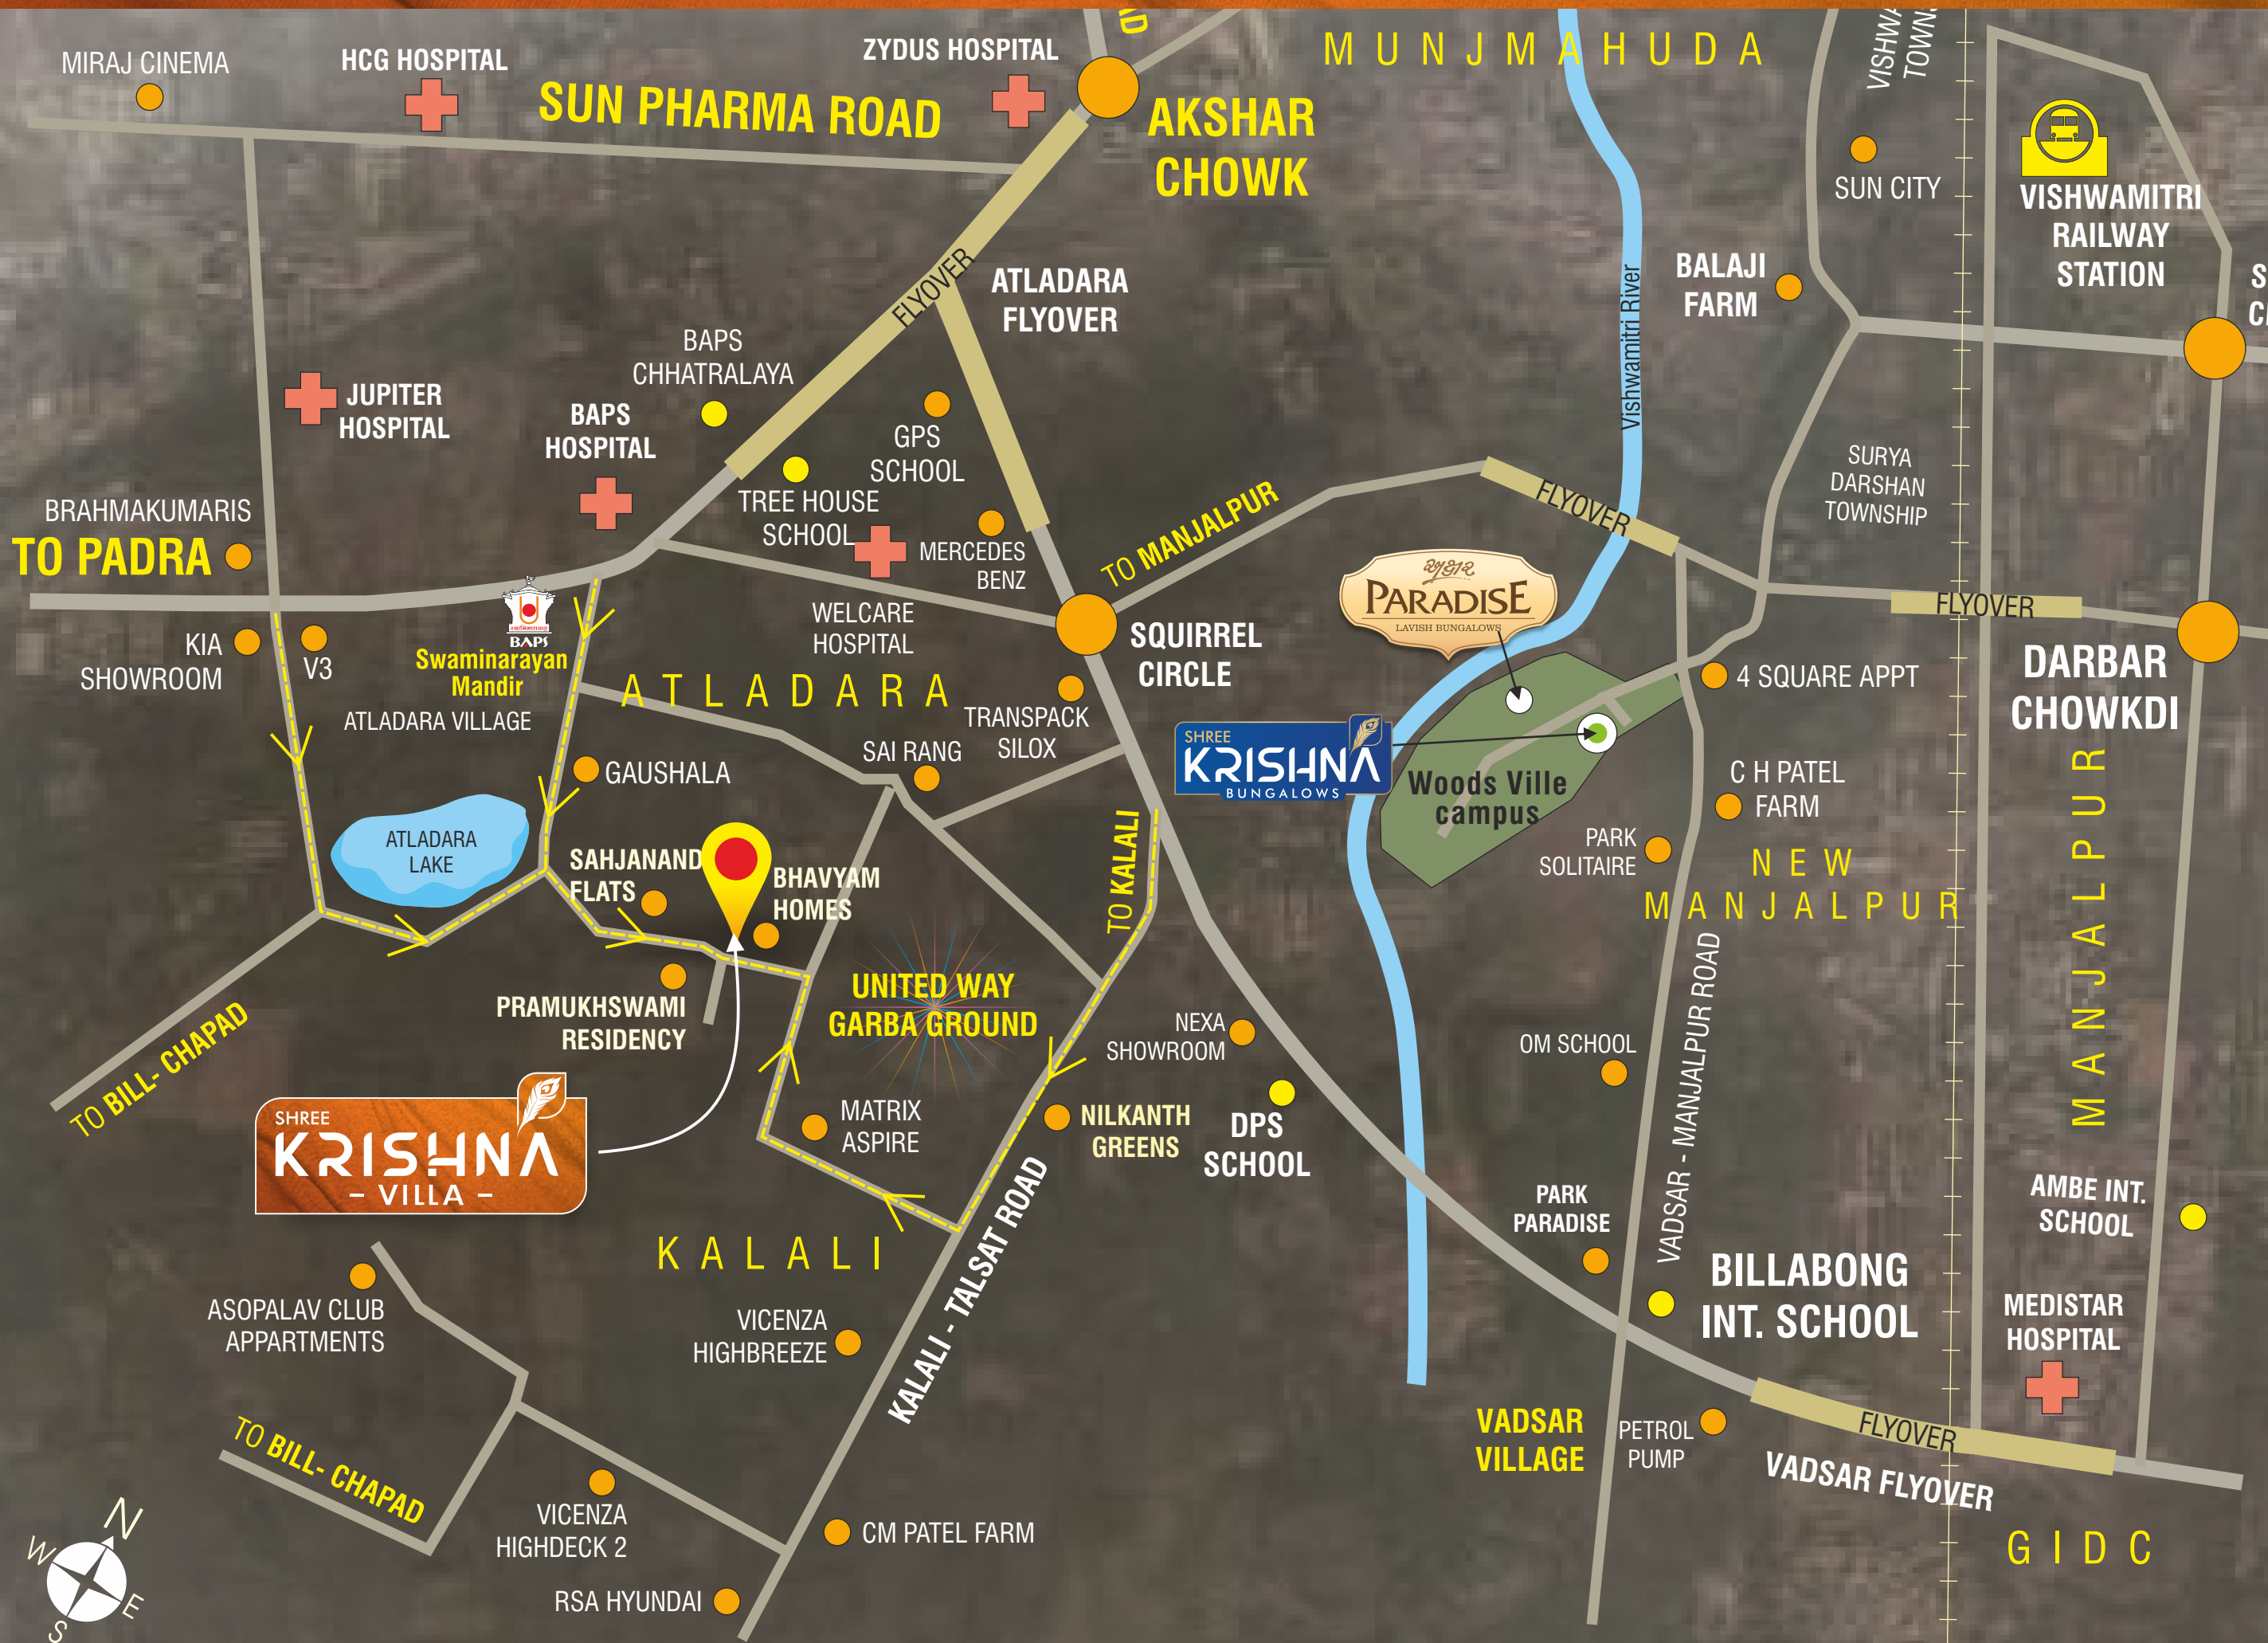 MIRAJ CINEMA
HCG HOSPITAL
SUN PHARMA ROAD
ZYDUS HOSPITAL
AKSHAR
CHOWK
MUNJMAHUDA
SUN CITY
VISHWAMITRI
RAILWAY
STATION
BALAJI
FARM
Vishwamitri River
FLYOVER
ATLADARA
FLYOVER
BAPS
CHHATRALAYA
JUPITER
HOSPITAL
BAPS
HOSPITAL
GPS
SCHOOL
TREE HOUSE
SCHOOL
MERCEDES
BENZ
WELCARE
HOSPITAL
BRAHMAKUMARIS
TO PADRA
KIA
SHOWROOM
V3
BAPS
Swaminarayan
Mandir
ATLADARA VILLAGE
ATLADARA
SQUIRREL
CIRCLE
TRANSPACK
SILOX
SAI RANG
GAUSHALA
TO MANJALPUR
FLYOVER
SURYA
DARSHAN
TOWNSHIP
FLYOVER
PARADISE
LAVISH BUNGALOWS
SHREE
KRISHNA
BUNGALOWS
Woods Ville
campus
4 SQUARE APPT
DARBAR
CHOWKDI
C H PATEL
FARM
PARK
SOLITAIRE
NEW
MANJALPUR
MANJALPUR
ATLADARA
LAKE
SAHJANAND
FLATS
BHAVYAM
HOMES
TO KALALI
UNITED WAY
GARBA GROUND
PRAMUKHSWAMI
RESIDENCY
TO BILL- CHAPAD
NEXA
SHOWROOM
OM SCHOOL
VADSAR - MANJALPUR ROAD
MATRIX
ASPIRE
NILKANTH
GREENS
DPS
SCHOOL
SHREE
KRISHNA
- VILLA -
KALALI
KALALI - TALSAT ROAD
PARK
PARADISE
BILLABONG
INT. SCHOOL
AMBE INT.
SCHOOL
MEDISTAR
HOSPITAL
ASOPALAV CLUB
APPARTMENTS
VICENZA
HIGHBREEZE
TO BILL- CHAPAD
VICENZA
HIGHDECK 2
CM PATEL FARM
RSA HYUNDAI
VADSAR
VILLAGE
PETROL
PUMP
FLYOVER
VADSAR FLYOVER
GIDC
N
W
E
S